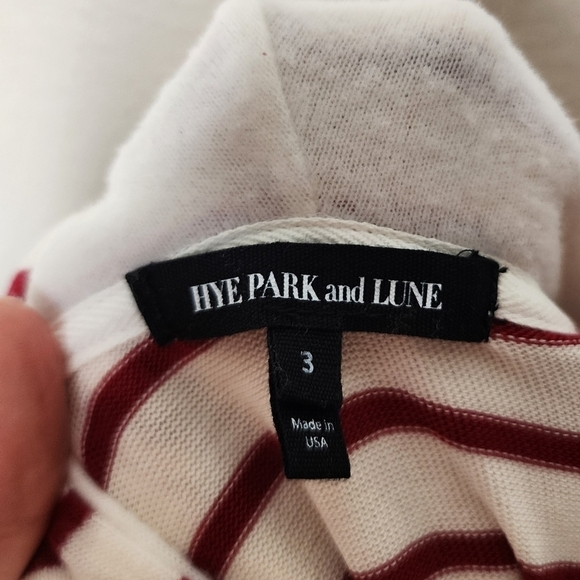 HYE PARK and LUNE
3
Made in
USA